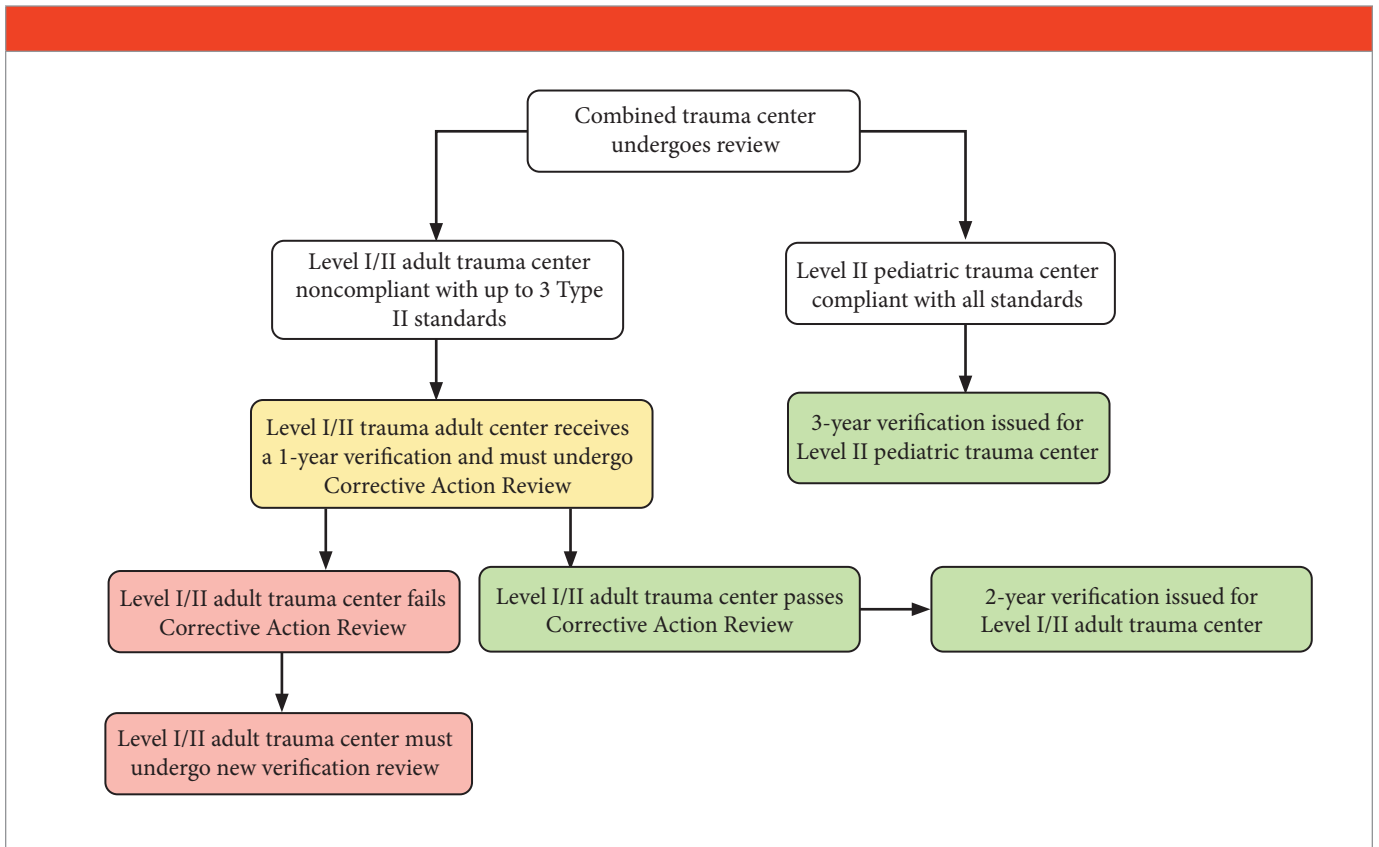 Combined trauma center
undergoes review
Level I/II adult trauma center
noncompliant with up to 3 Type
II standards
Level II pediatric trauma center
compliant with all standards
Level I/II trauma adult center receives
a 1-year verification and must undergo
Corrective Action Review
3-year verification issued for
Level II pediatric trauma center
Level I/II adult trauma center fails
Corrective Action Review
Level I/II adult trauma center passes
Corrective Action Review
2-year verification issued for
Level I/II adult trauma center
Level I/II adult trauma center must
undergo new verification review